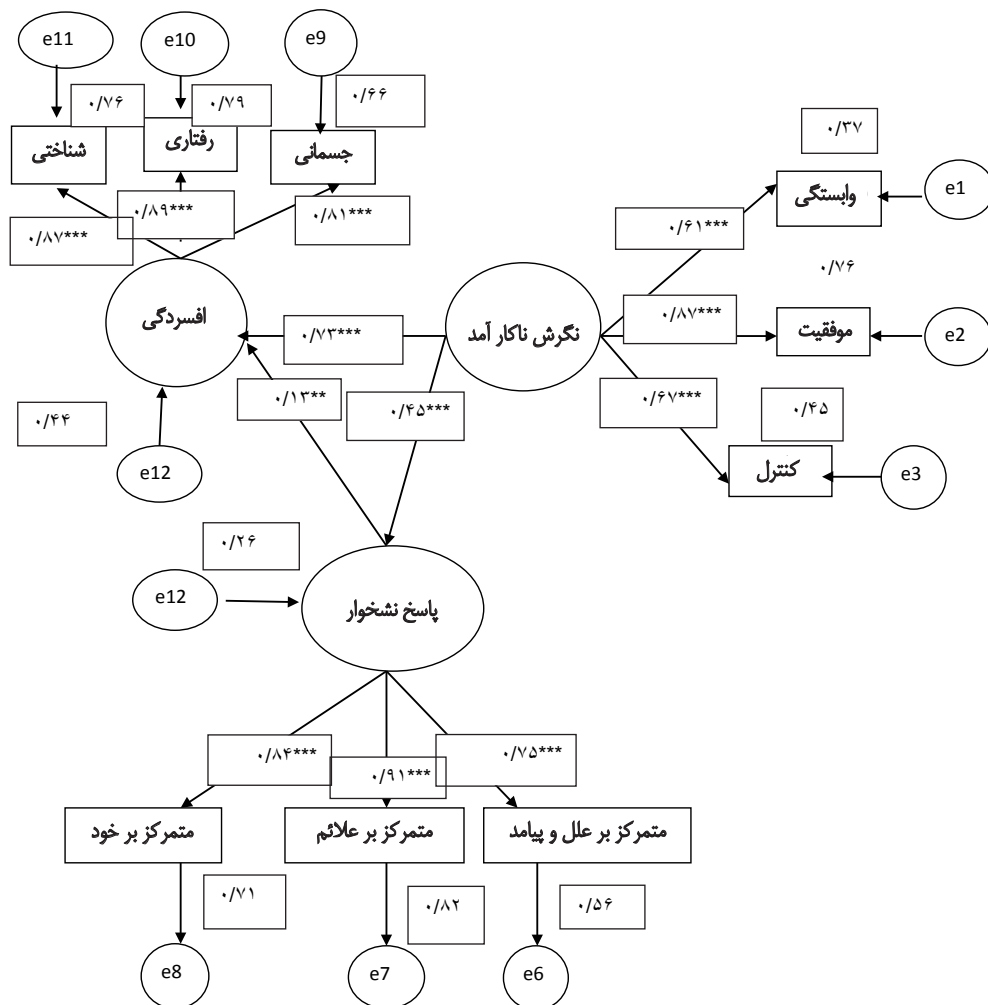 e11
e10
e9
۰/۷۶
۰/۷۹
۰/۶۶
شناختی
رفتاری
جسمانی
۰/۸۷***
۰/۸۹***
۰/۸۱***
۰/۳۷
وابستگی
e1
۰/۶۱***
۰/۷۶
افسردگی
۰/۷۳***
نگرش ناکار آمد
۰/۸۷***
موفقیت
e2
۰/۱۳**
۰/۴۵***
۰/۶۷***
۰/۴۵
۰/۴۴
e12
کنترل
e3
۰/۲۶
e12
پاسخ نشخوار
۰/۸۴***
۰/۹۱***
۰/۷۵***
متمرکز بر خود
متمرکز بر علائم
متمرکز بر علل و پیامد
۰/۷۱
۰/۸۲
۰/۵۶
e8
e7
e6